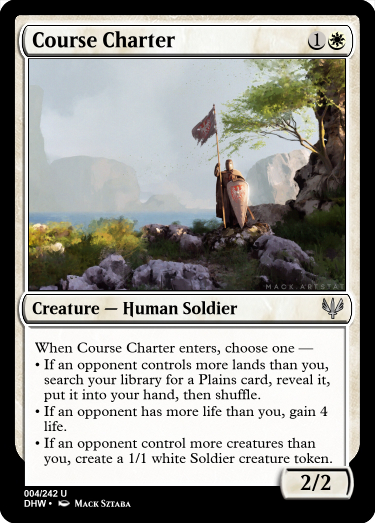 Course Charter 1
MACK.ARTSTAT
Creature — Human Soldier
When Course Charter enters, choose one —
• If an opponent controls more lands than you,
search your library for a Plains card, reveal it,
put it into your hand, then shuffle.
• If an opponent has more life than you, gain 4
life.
• If an opponent control more creatures than
you, create a 1/1 white Soldier creature token.
2/2
004/242 U
DHW • Mack Sztaba